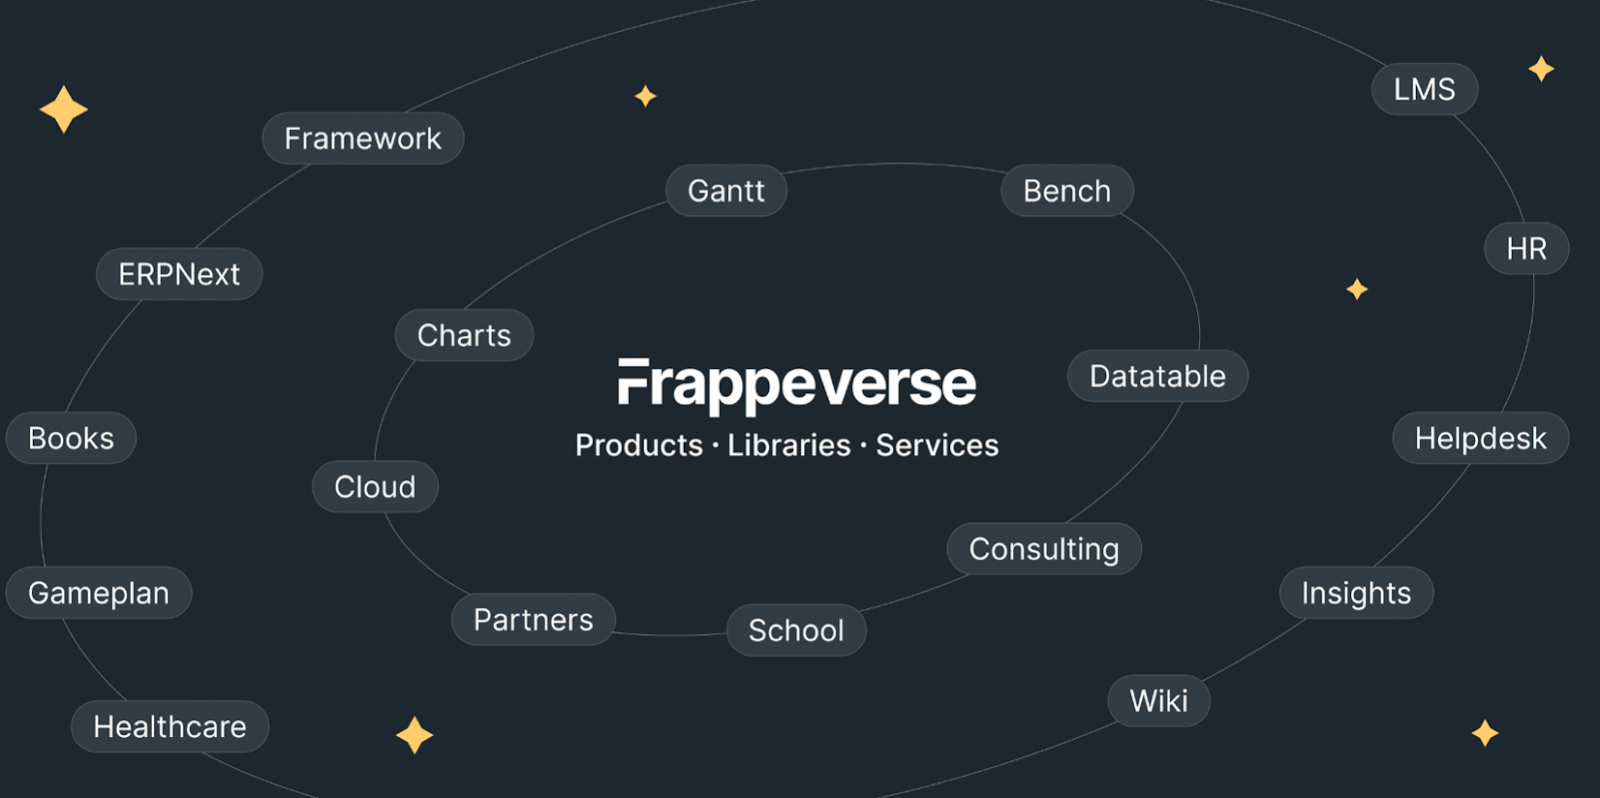 LMS
Framework
Gantt
Bench
HR
ERPNext
Charts
Datatable
Frappeverse
Products · Libraries · Services
Books
Helpdesk
Cloud
Consulting
Gameplan
Insights
Partners
School
Wiki
Healthcare